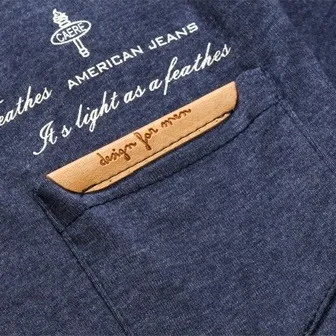 CAERE
AMERICAN JEANS
feathes
It s light as a feathes
design for men